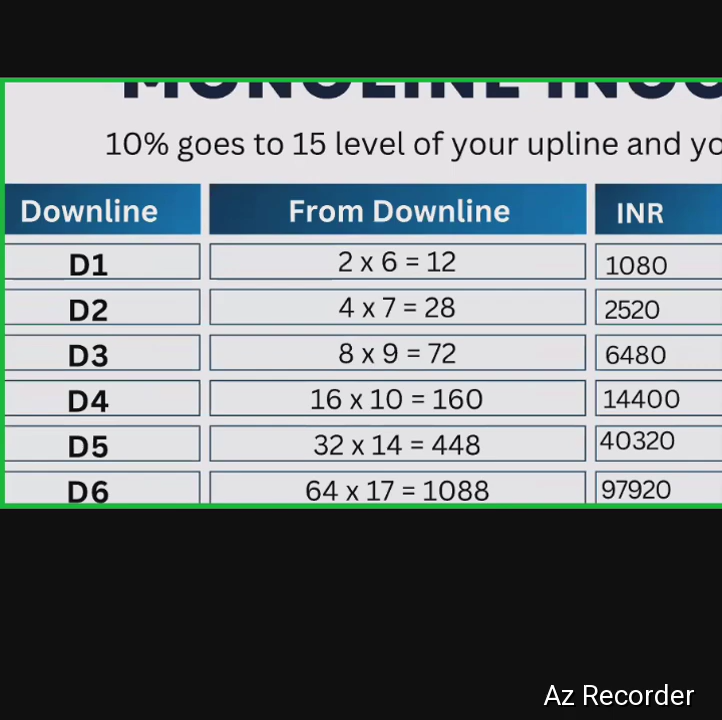 MONOLINE INCO
10% goes to 15 level of your upline and yo
Downline From Downline INR
D1 2 x 6 = 12 1080
D2 4 x 7 = 28 2520
D3 8 x 9 = 72 6480
D4 16 x 10 = 160 14400
D5 32 x 14 = 448 40320
D6 64 x 17 = 1088 97920
Az Recorder